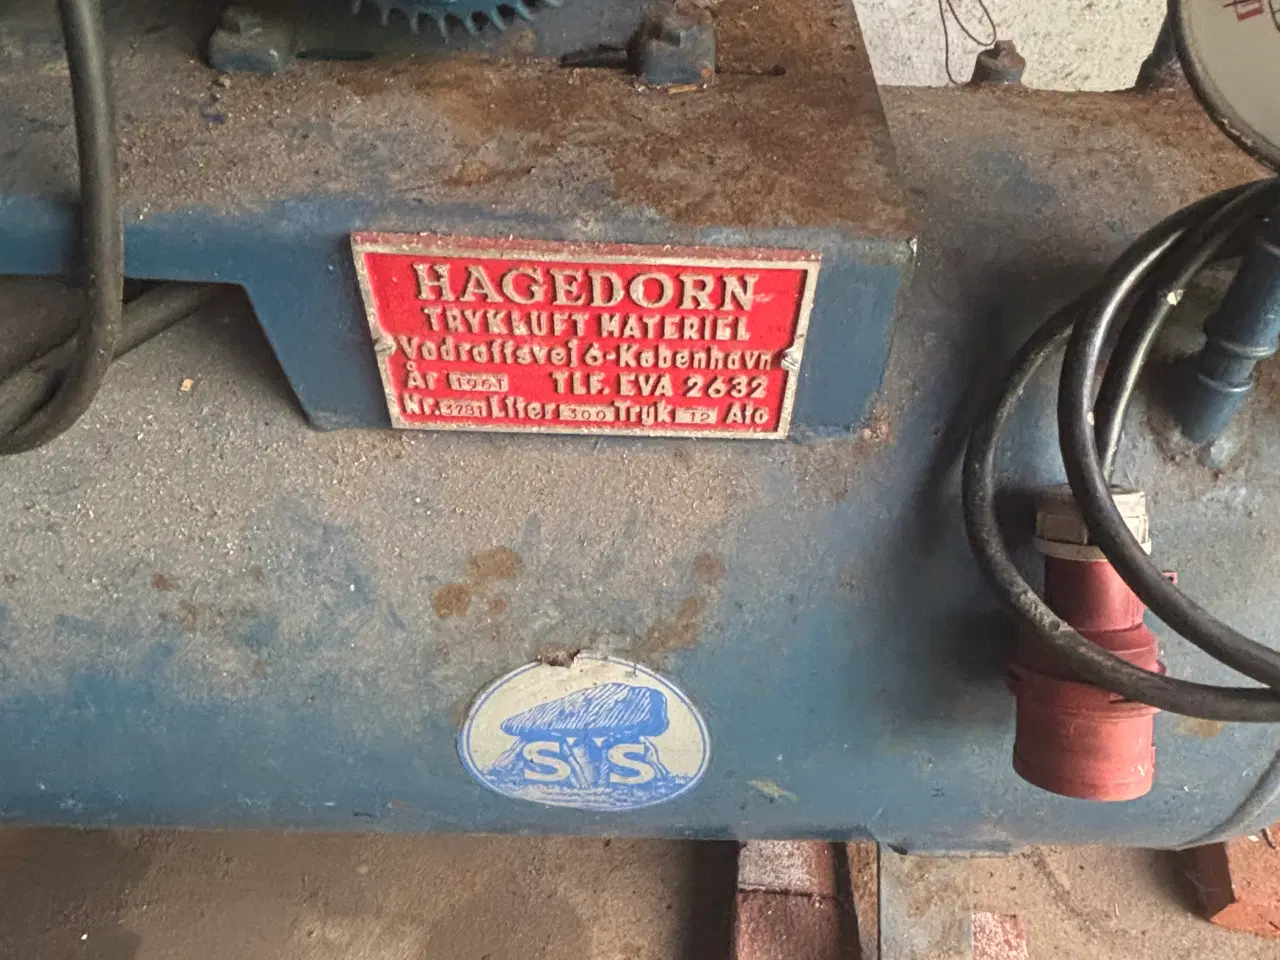 HAGEDORN
TRYKLUFT MATERIEL
Vodroffsvej 6-København
År 1961 TLF. EVA 2632
Nr. 3781 Liter 300 Tryk 12 Ato
S S